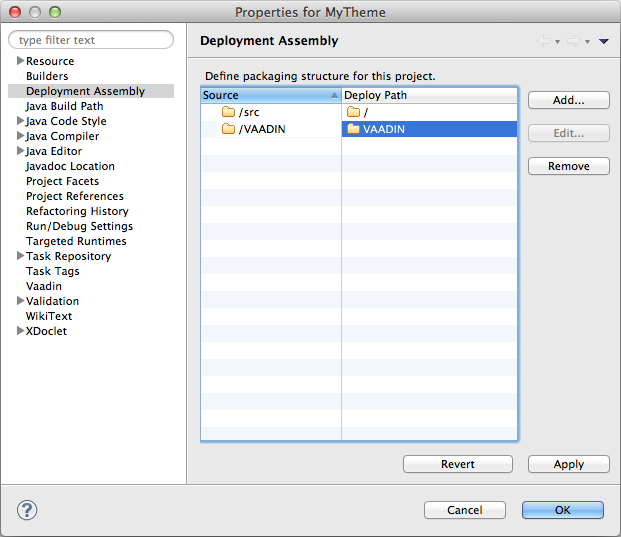 Properties for MyTheme
type filter text
Resource
Builders
Deployment Assembly
Java Build Path
Java Code Style
Java Compiler
Java Editor
Javadoc Location
Project Facets
Project References
Refactoring History
Run/Debug Settings
Targeted Runtimes
Task Repository
Task Tags
Vaadin
Validation
WikiText
XDoclet
Deployment Assembly
Define packaging structure for this project.
Source Deploy Path
/src /
/VAADIN VAADIN
Add...
Edit...
Remove
Revert Apply
? Cancel OK